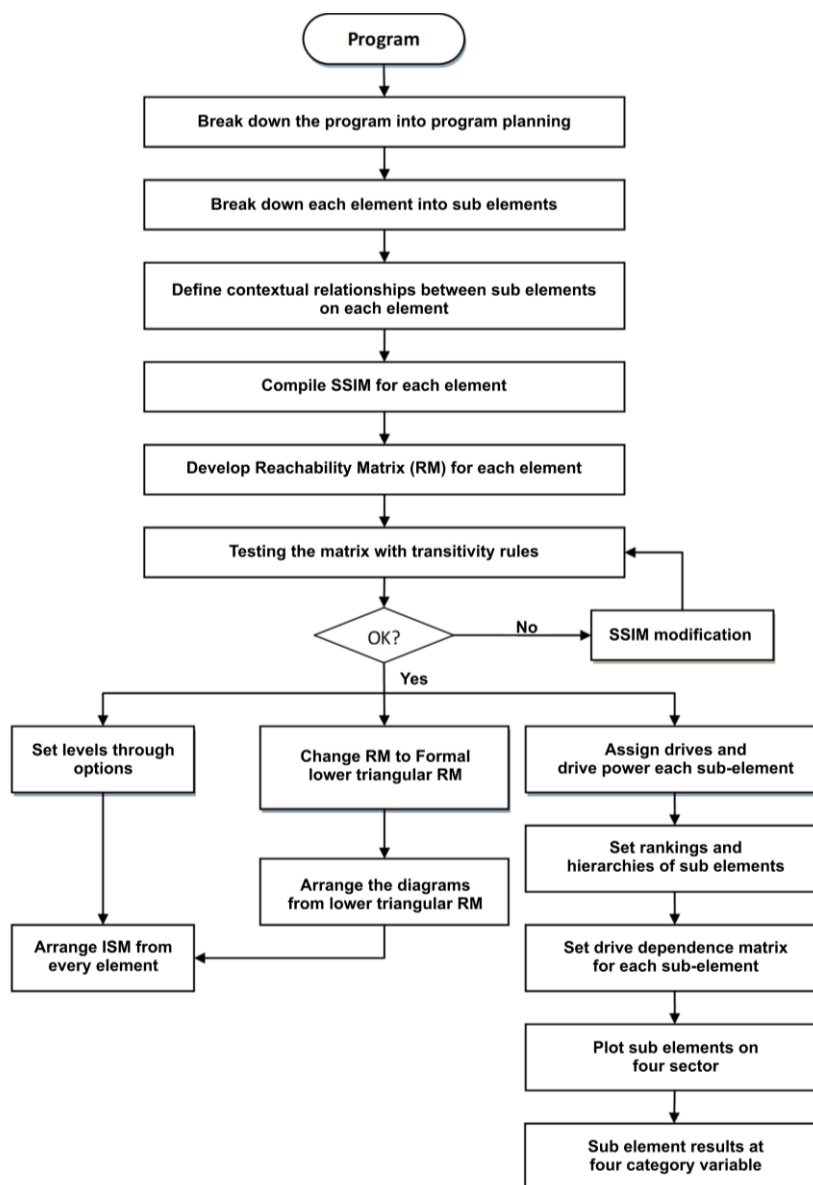 Program
Break down the program into program planning
Break down each element into sub elements
Define contextual relationships between sub elements
on each element
Compile SSIM for each element
Develop Reachability Matrix (RM) for each element
Testing the matrix with transitivity rules
OK?
No
SSIM modification
Yes
Set levels through
options
Change RM to Formal
lower triangular RM
Assign drives and
drive power each sub-element
Set rankings and
hierarchies of sub elements
Arrange the diagrams
from lower triangular RM
Arrange ISM from
every element
Set drive dependence matrix
for each sub-element
Plot sub elements on
four sector
Sub element results at
four category variable